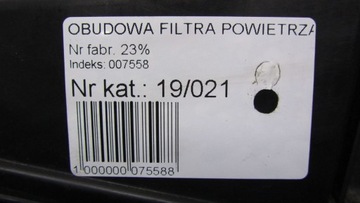 OBUDOWA FILTRA POWIETRZA
Nr fabr. 23%
Indeks: 007558
Nr kat.: 19/021
1 000000 075588